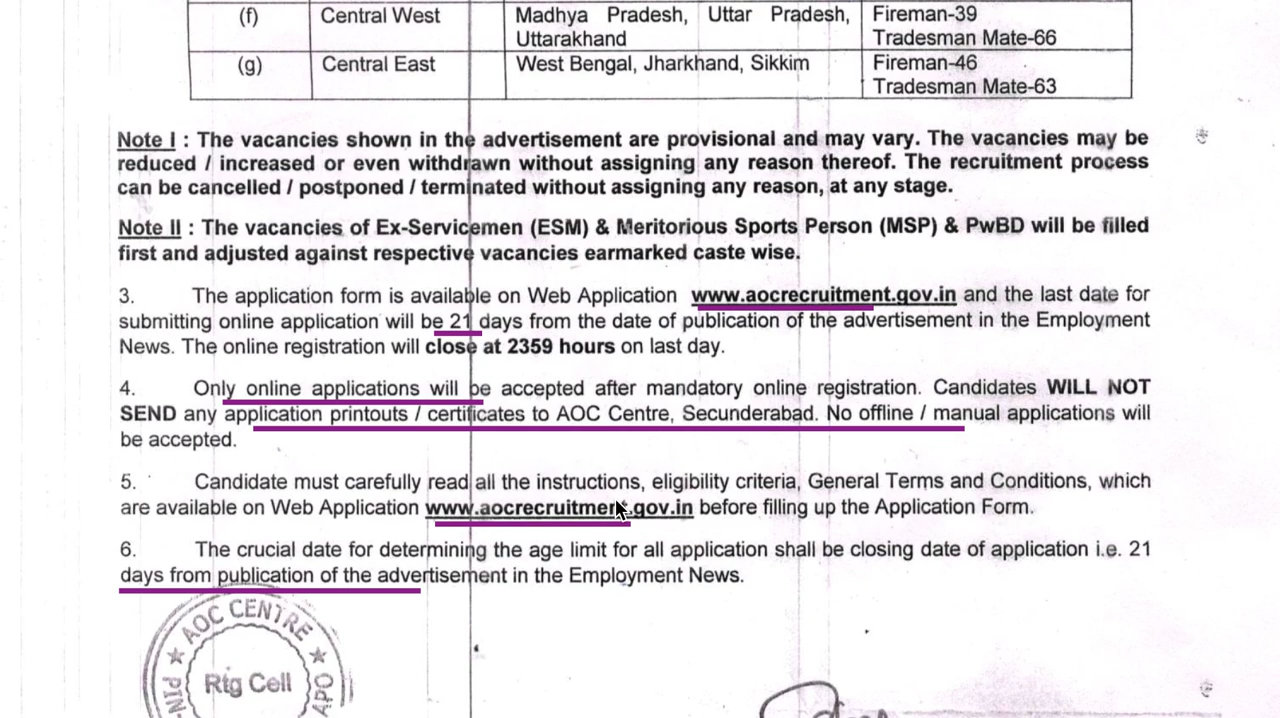 (f) Central West Madhya Pradesh, Uttar Pradesh, Fireman-39
Uttarakhand Tradesman Mate-66
(g) Central East West Bengal, Jharkhand, Sikkim Fireman-46
Tradesman Mate-63
Note I : The vacancies shown in the advertisement are provisional and may vary. The vacancies may be
reduced / increased or even withdrawn without assigning any reason thereof. The recruitment process
can be cancelled / postponed / terminated without assigning any reason, at any stage.
Note II : The vacancies of Ex-Servicemen (ESM) & Meritorious Sports Person (MSP) & PwBD will be filled
first and adjusted against respective vacancies earmarked caste wise.
3. The application form is available on Web Application www.aocrecruitment.gov.in and the last date for
submitting online application will be 21 days from the date of publication of the advertisement in the Employment
News. The online registration will close at 2359 hours on last day.
4. Only online applications will be accepted after mandatory online registration. Candidates WILL NOT
SEND any application printouts / certificates to AOC Centre, Secunderabad. No offline / manual applications will
be accepted.
5. Candidate must carefully read all the instructions, eligibility criteria, General Terms and Conditions, which
are available on Web Application www.aocrecruitment.gov.in before filling up the Application Form.
6. The crucial date for determining the age limit for all application shall be closing date of application i.e. 21
days from publication of the advertisement in the Employment News.
AOC CENTRE
Rtg Cell
PIN-
APO